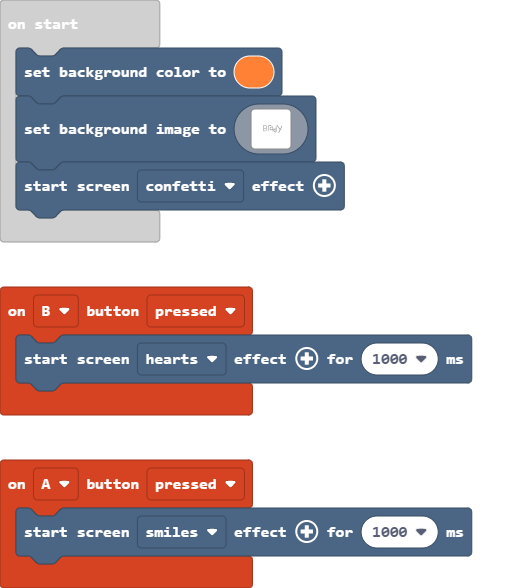 on start
set background color to
set background image to
start screen confetti effect
on B button pressed
start screen hearts effect for 1000 ms
on A button pressed
start screen smiles effect for 1000 ms